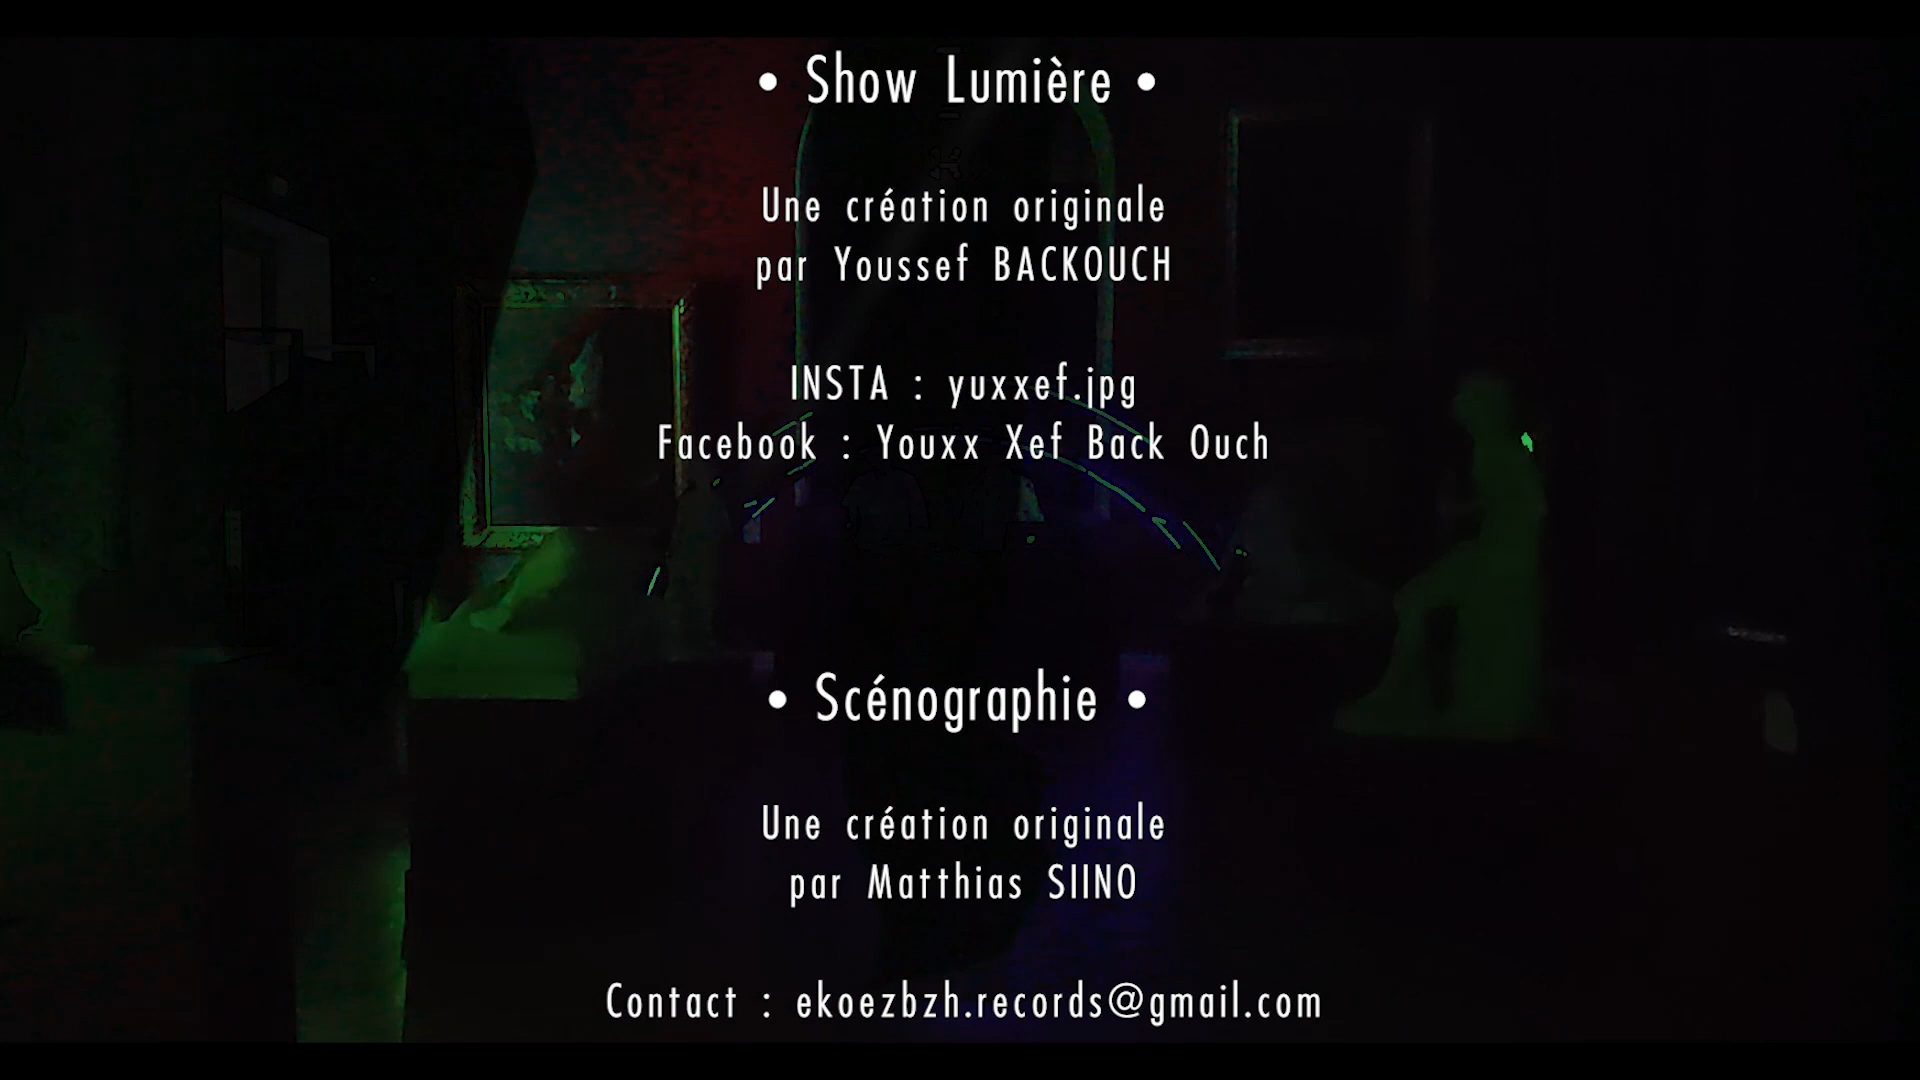 • Show Lumière •
Une création originale
par Youssef BACKOUCH
INSTA : yuxxef.jpg
Facebook : Youxx Xef Back Ouch
• Scénographie •
Une création originale
par Matthias SIINO
Contact : ekoezbzh.records@gmail.com